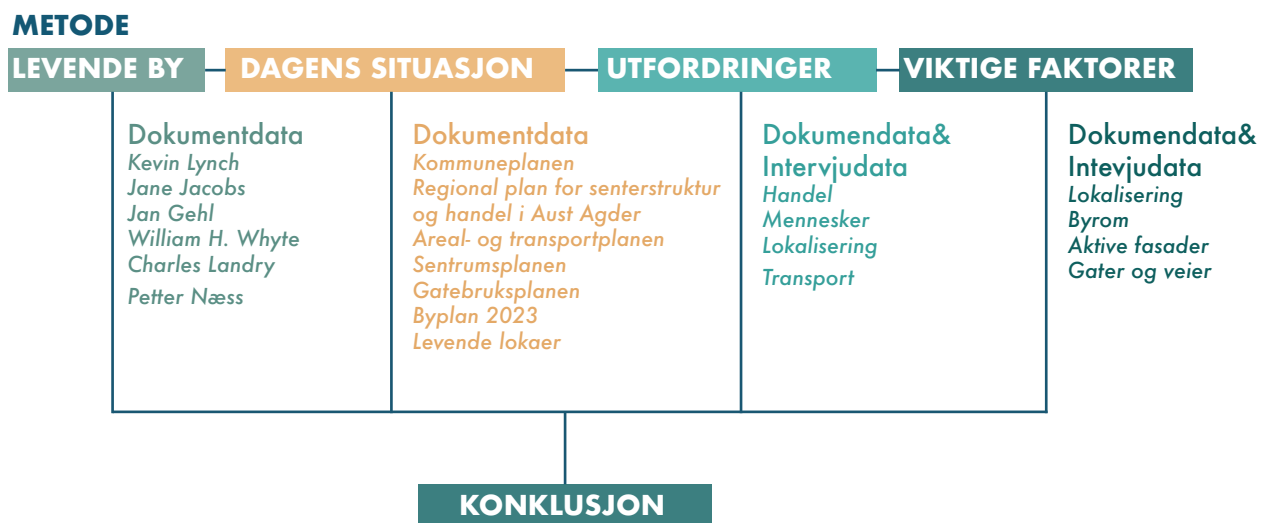 METODE
LEVENDE BY
DAGENS SITUASJON
UTFORDRINGER
VIKTIGE FAKTORER
Dokumentdata
Kevin Lynch
Jane Jacobs
Jan Gehl
William H. Whyte
Charles Landry
Petter Næss
Dokumentdata
Kommuneplanen
Regional plan for senterstruktur
og handel i Aust Agder
Areal- og transportplanen
Sentrumsplanen
Gatebruksplanen
Byplan 2023
Levende lokaer
Dokumendata&
Intervjudata
Handel
Mennesker
Lokalisering
Transport
Dokumendata&
Intevjudata
Lokalisering
Byrom
Aktive fasader
Gater og veier
KONKLUSJON